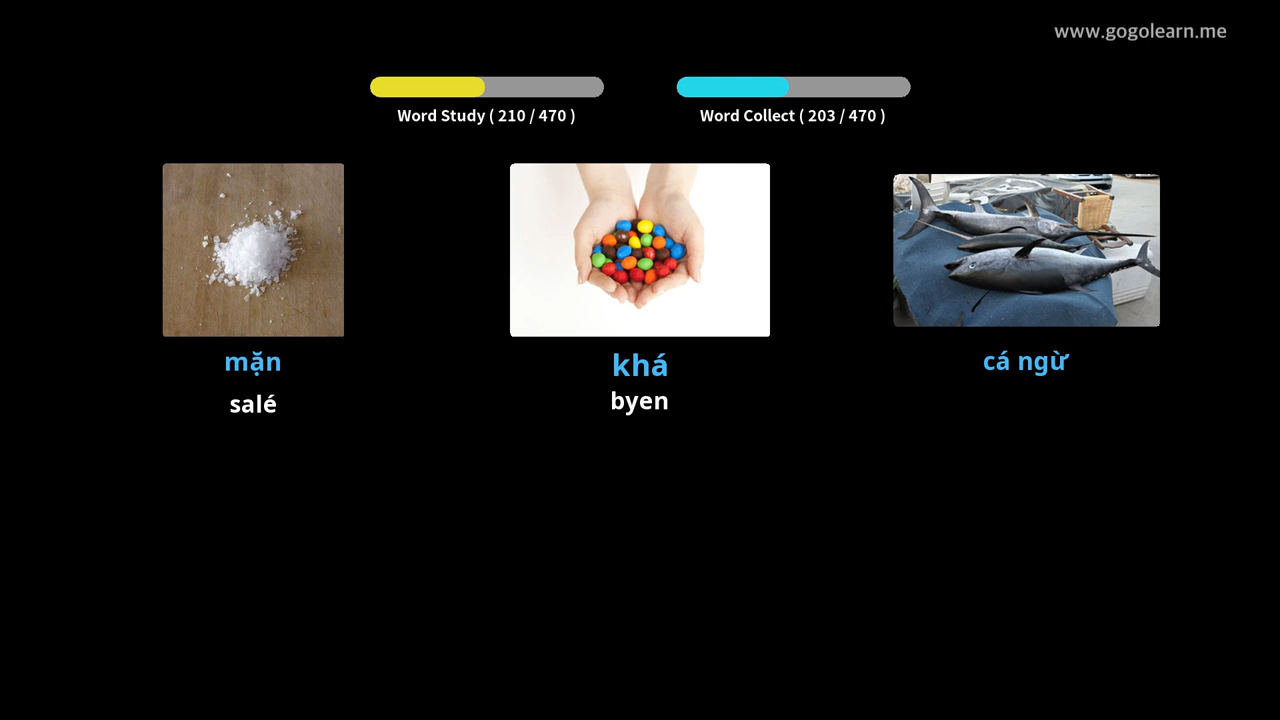 www.gogolearn.me
Word Study ( 210 / 470 )
Word Collect ( 203 / 470 )
mặn
salé
khá
byen
cá ngừ